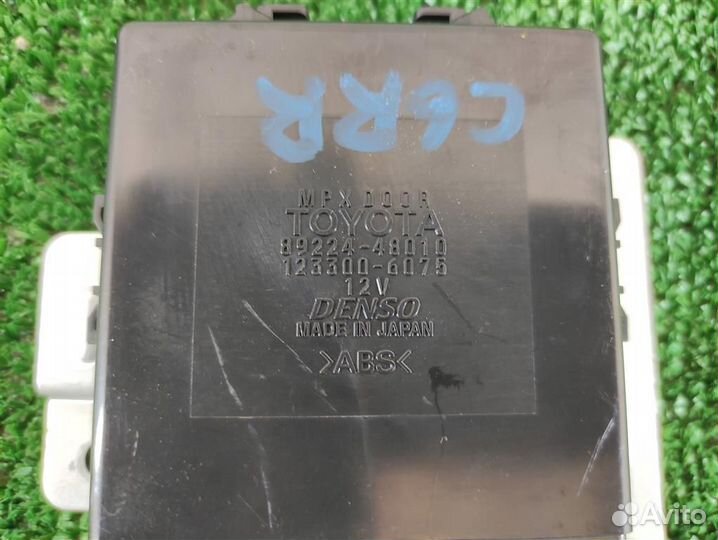 C6RR
MPX DOOR
TOYOTA
89224-48010
123300-6075
12V
DENSO
MADE IN JAPAN
>ABS<
Avito